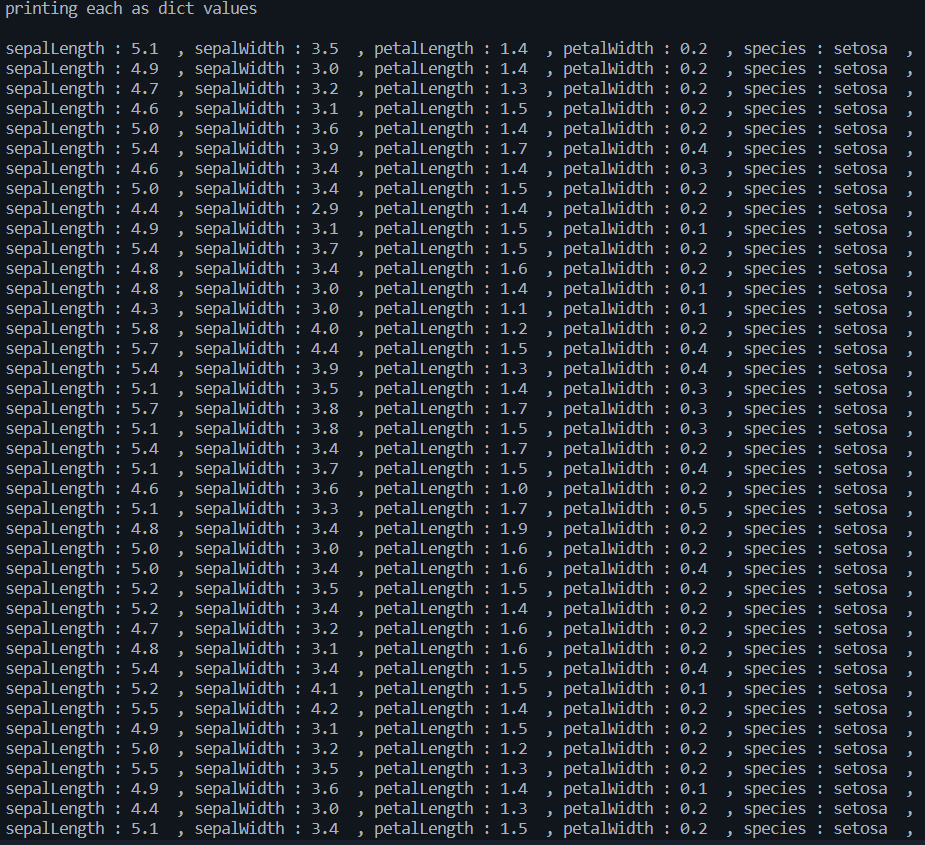 printing each as dict values
sepalLength : 5.1  , sepalWidth : 3.5  , petalLength : 1.4  , petalWidth : 0.2  , species : setosa  ,
sepalLength : 4.9  , sepalWidth : 3.0  , petalLength : 1.4  , petalWidth : 0.2  , species : setosa  ,
sepalLength : 4.7  , sepalWidth : 3.2  , petalLength : 1.3  , petalWidth : 0.2  , species : setosa  ,
sepalLength : 4.6  , sepalWidth : 3.1  , petalLength : 1.5  , petalWidth : 0.2  , species : setosa  ,
sepalLength : 5.0  , sepalWidth : 3.6  , petalLength : 1.4  , petalWidth : 0.2  , species : setosa  ,
sepalLength : 5.4  , sepalWidth : 3.9  , petalLength : 1.7  , petalWidth : 0.4  , species : setosa  ,
sepalLength : 4.6  , sepalWidth : 3.4  , petalLength : 1.4  , petalWidth : 0.3  , species : setosa  ,
sepalLength : 5.0  , sepalWidth : 3.4  , petalLength : 1.5  , petalWidth : 0.2  , species : setosa  ,
sepalLength : 4.4  , sepalWidth : 2.9  , petalLength : 1.4  , petalWidth : 0.2  , species : setosa  ,
sepalLength : 4.9  , sepalWidth : 3.1  , petalLength : 1.5  , petalWidth : 0.1  , species : setosa  ,
sepalLength : 5.4  , sepalWidth : 3.7  , petalLength : 1.5  , petalWidth : 0.2  , species : setosa  ,
sepalLength : 4.8  , sepalWidth : 3.4  , petalLength : 1.6  , petalWidth : 0.2  , species : setosa  ,
sepalLength : 4.8  , sepalWidth : 3.0  , petalLength : 1.4  , petalWidth : 0.1  , species : setosa  ,
sepalLength : 4.3  , sepalWidth : 3.0  , petalLength : 1.1  , petalWidth : 0.1  , species : setosa  ,
sepalLength : 5.8  , sepalWidth : 4.0  , petalLength : 1.2  , petalWidth : 0.2  , species : setosa  ,
sepalLength : 5.7  , sepalWidth : 4.4  , petalLength : 1.5  , petalWidth : 0.4  , species : setosa  ,
sepalLength : 5.4  , sepalWidth : 3.9  , petalLength : 1.3  , petalWidth : 0.4  , species : setosa  ,
sepalLength : 5.1  , sepalWidth : 3.5  , petalLength : 1.4  , petalWidth : 0.3  , species : setosa  ,
sepalLength : 5.7  , sepalWidth : 3.8  , petalLength : 1.7  , petalWidth : 0.3  , species : setosa  ,
sepalLength : 5.1  , sepalWidth : 3.8  , petalLength : 1.5  , petalWidth : 0.3  , species : setosa  ,
sepalLength : 5.4  , sepalWidth : 3.4  , petalLength : 1.7  , petalWidth : 0.2  , species : setosa  ,
sepalLength : 5.1  , sepalWidth : 3.7  , petalLength : 1.5  , petalWidth : 0.4  , species : setosa  ,
sepalLength : 4.6  , sepalWidth : 3.6  , petalLength : 1.0  , petalWidth : 0.2  , species : setosa  ,
sepalLength : 5.1  , sepalWidth : 3.3  , petalLength : 1.7  , petalWidth : 0.5  , species : setosa  ,
sepalLength : 4.8  , sepalWidth : 3.4  , petalLength : 1.9  , petalWidth : 0.2  , species : setosa  ,
sepalLength : 5.0  , sepalWidth : 3.0  , petalLength : 1.6  , petalWidth : 0.2  , species : setosa  ,
sepalLength : 5.0  , sepalWidth : 3.4  , petalLength : 1.6  , petalWidth : 0.4  , species : setosa  ,
sepalLength : 5.2  , sepalWidth : 3.5  , petalLength : 1.5  , petalWidth : 0.2  , species : setosa  ,
sepalLength : 5.2  , sepalWidth : 3.4  , petalLength : 1.4  , petalWidth : 0.2  , species : setosa  ,
sepalLength : 4.7  , sepalWidth : 3.2  , petalLength : 1.6  , petalWidth : 0.2  , species : setosa  ,
sepalLength : 4.8  , sepalWidth : 3.1  , petalLength : 1.6  , petalWidth : 0.2  , species : setosa  ,
sepalLength : 5.4  , sepalWidth : 3.4  , petalLength : 1.5  , petalWidth : 0.4  , species : setosa  ,
sepalLength : 5.2  , sepalWidth : 4.1  , petalLength : 1.5  , petalWidth : 0.1  , species : setosa  ,
sepalLength : 5.5  , sepalWidth : 4.2  , petalLength : 1.4  , petalWidth : 0.2  , species : setosa  ,
sepalLength : 4.9  , sepalWidth : 3.1  , petalLength : 1.5  , petalWidth : 0.2  , species : setosa  ,
sepalLength : 5.0  , sepalWidth : 3.2  , petalLength : 1.2  , petalWidth : 0.2  , species : setosa  ,
sepalLength : 5.5  , sepalWidth : 3.5  , petalLength : 1.3  , petalWidth : 0.2  , species : setosa  ,
sepalLength : 4.9  , sepalWidth : 3.6  , petalLength : 1.4  , petalWidth : 0.1  , species : setosa  ,
sepalLength : 4.4  , sepalWidth : 3.0  , petalLength : 1.3  , petalWidth : 0.2  , species : setosa  ,
sepalLength : 5.1  , sepalWidth : 3.4  , petalLength : 1.5  , petalWidth : 0.2  , species : setosa  ,